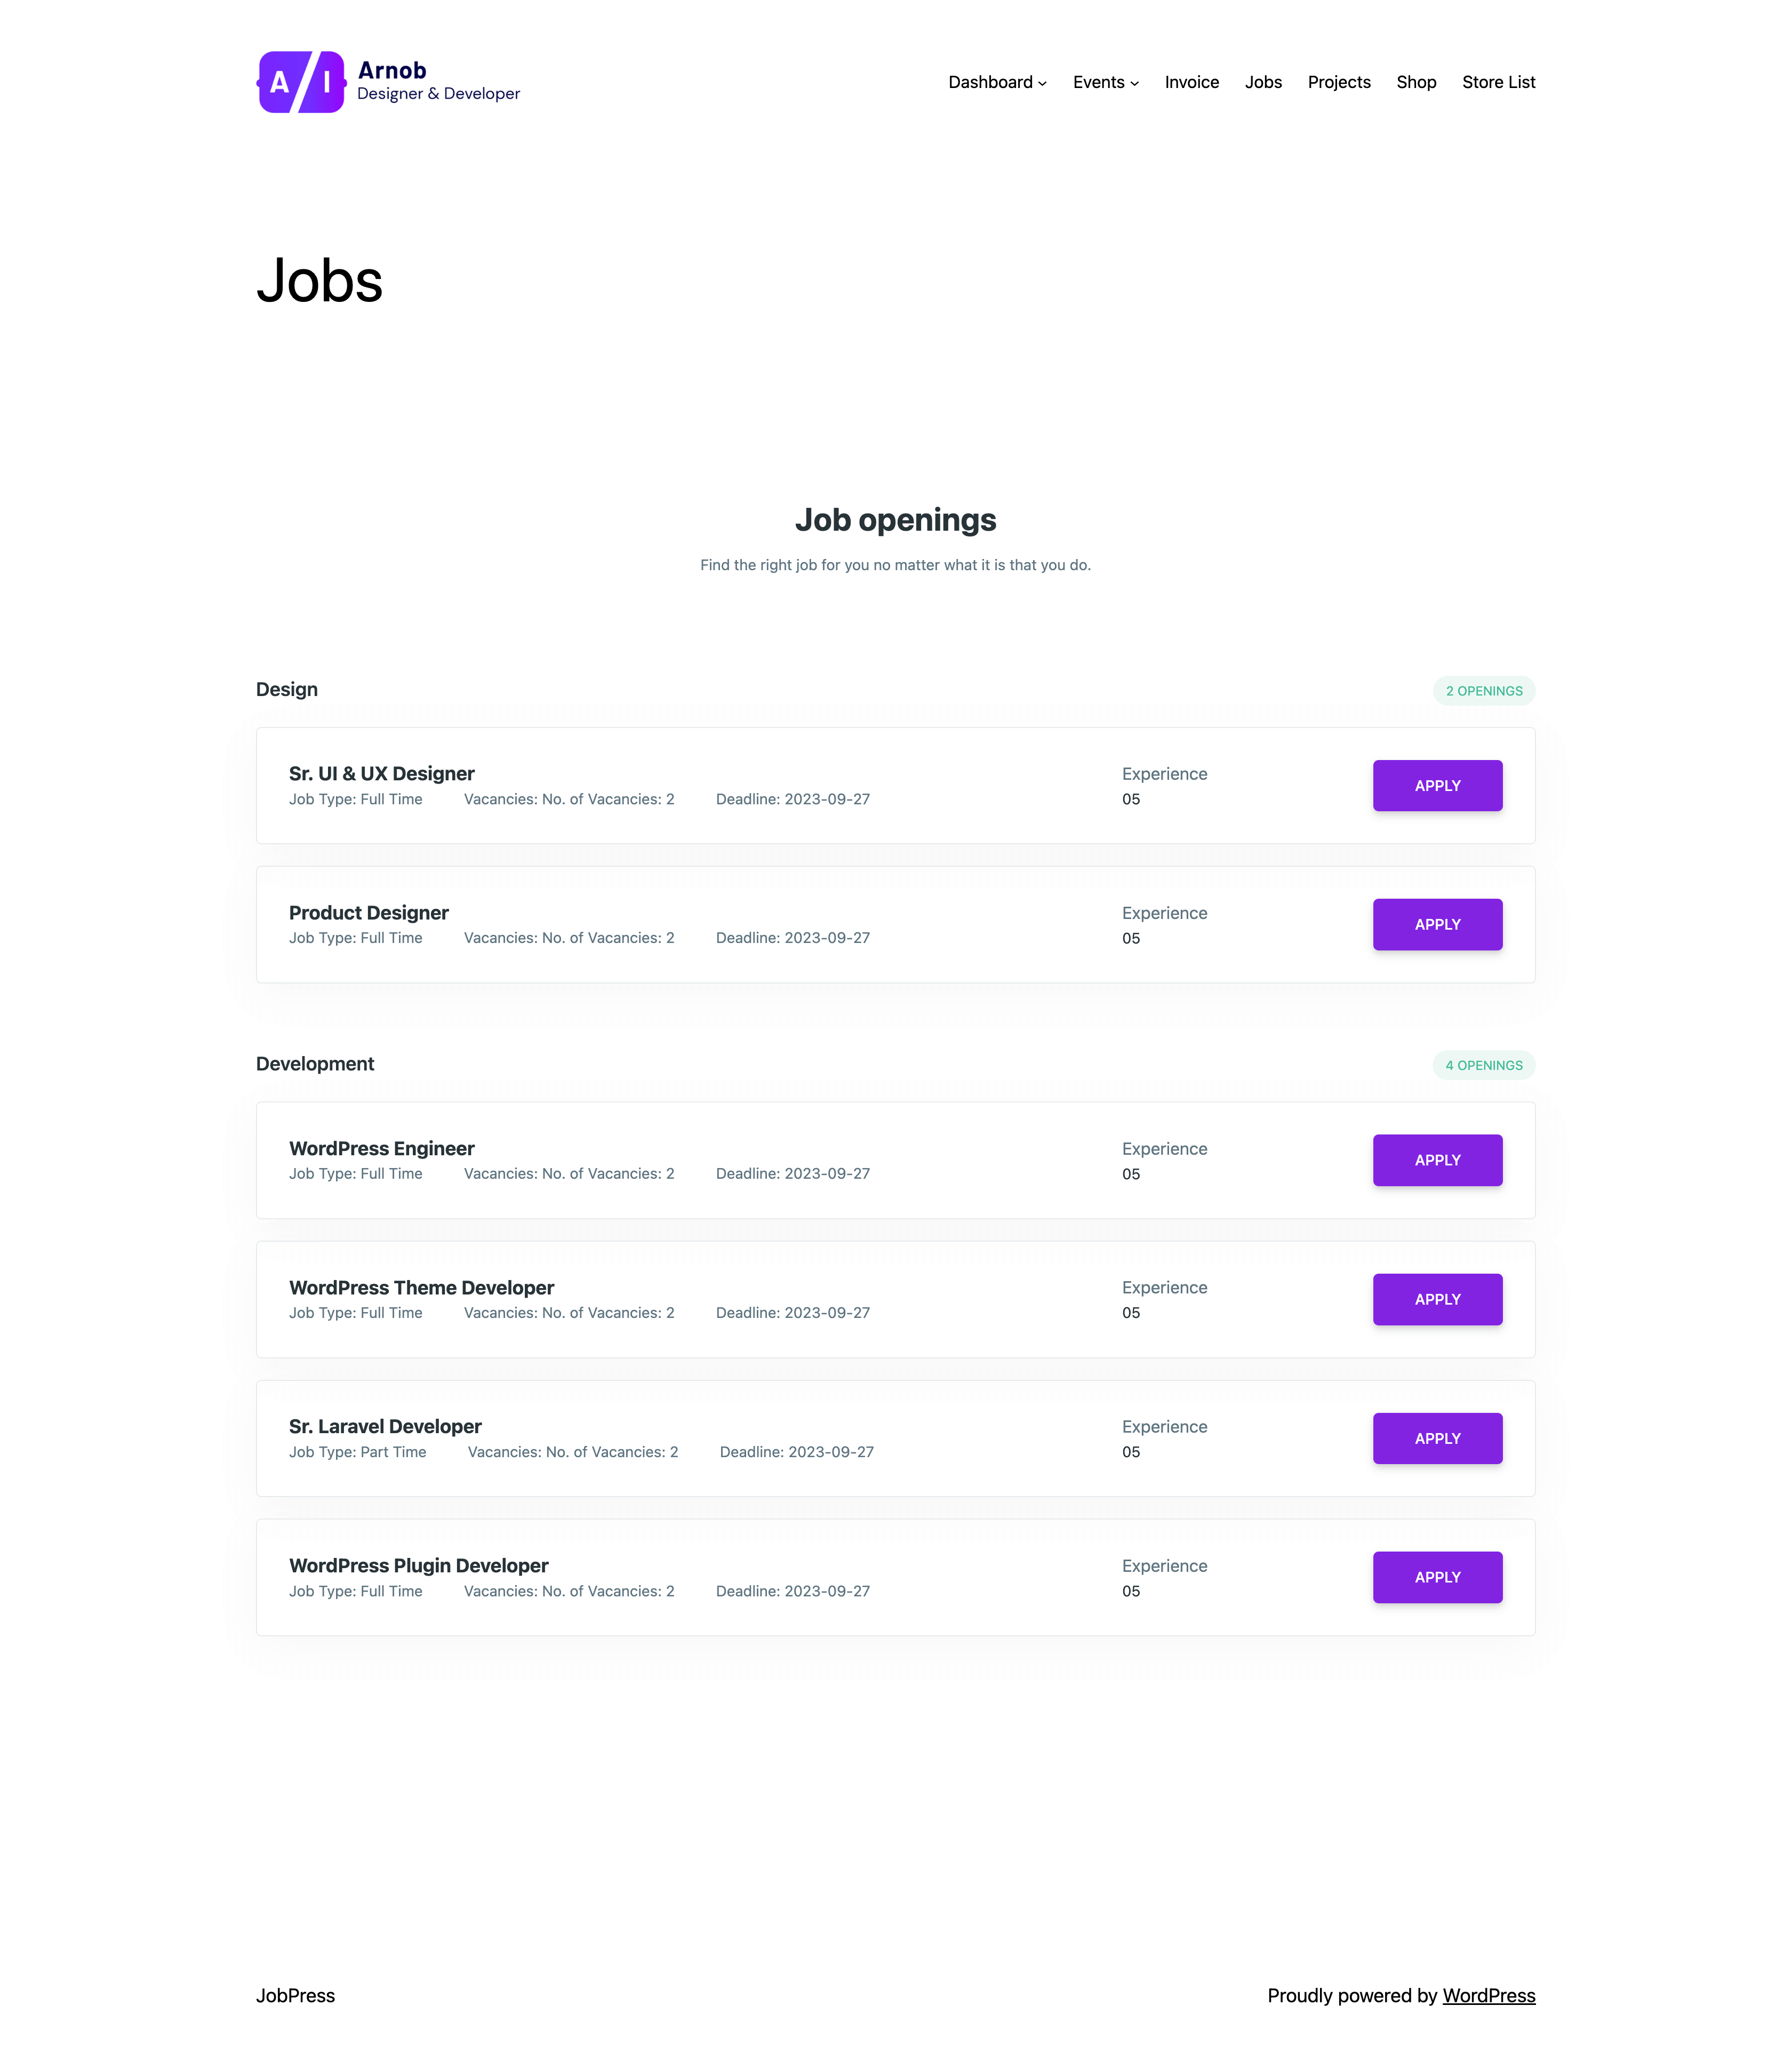 A/I Arnob
Designer & Developer
Dashboard Events Invoice Jobs Projects Shop Store List
Jobs
Job openings
Find the right job for you no matter what it is that you do.
Design 2 OPENINGS
Sr. UI & UX Designer
Job Type: Full Time Vacancies: No. of Vacancies: 2 Deadline: 2023-09-27
Experience
05
APPLY
Product Designer
Job Type: Full Time Vacancies: No. of Vacancies: 2 Deadline: 2023-09-27
Experience
05
APPLY
Development 4 OPENINGS
WordPress Engineer
Job Type: Full Time Vacancies: No. of Vacancies: 2 Deadline: 2023-09-27
Experience
05
APPLY
WordPress Theme Developer
Job Type: Full Time Vacancies: No. of Vacancies: 2 Deadline: 2023-09-27
Experience
05
APPLY
Sr. Laravel Developer
Job Type: Part Time Vacancies: No. of Vacancies: 2 Deadline: 2023-09-27
Experience
05
APPLY
WordPress Plugin Developer
Job Type: Full Time Vacancies: No. of Vacancies: 2 Deadline: 2023-09-27
Experience
05
APPLY
JobPress Proudly powered by WordPress